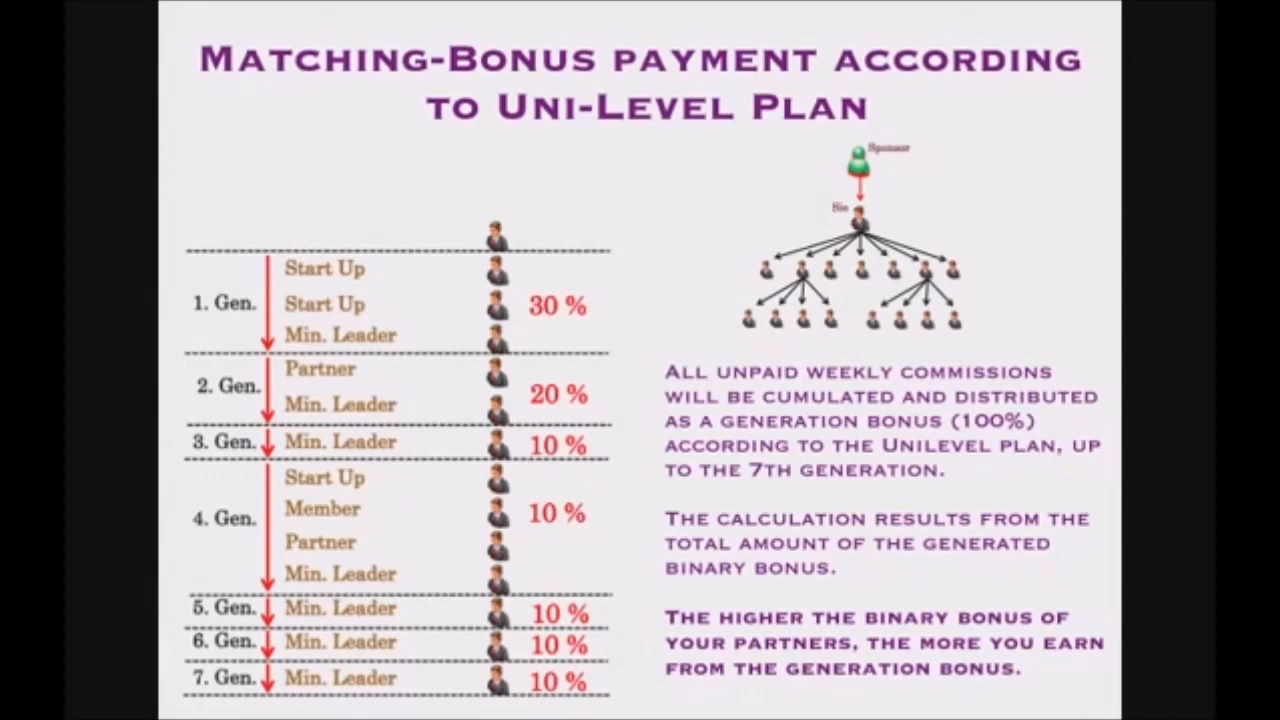 Matching-Bonus payment according
to Uni-Level Plan
Sponsor
Sie
1. Gen.
Start Up
Start Up
Min. Leader
30 %
2. Gen.
Partner
Min. Leader
20 %
3. Gen.
Min. Leader
10 %
4. Gen.
Start Up
Member
Partner
Min. Leader
10 %
5. Gen.
Min. Leader
10 %
6. Gen.
Min. Leader
10 %
7. Gen.
Min. Leader
10 %
All unpaid weekly commissions
will be cumulated and distributed
as a generation bonus (100%)
according to the Unilevel plan, up
to the 7th generation.
The calculation results from the
total amount of the generated
binary bonus.
The higher the binary bonus of
your partners, the more you earn
from the generation bonus.